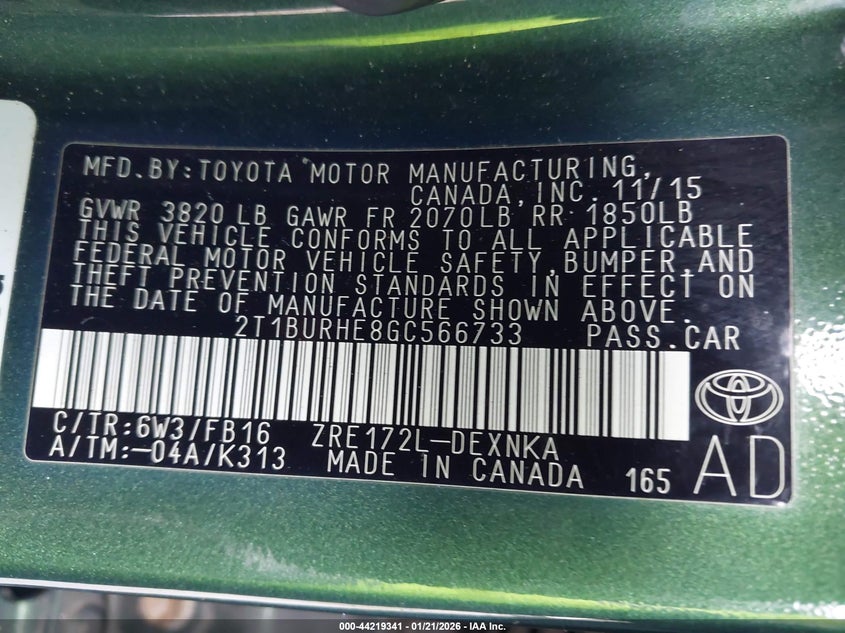 MFD.BY:TOYOTA MOTOR MANUFACTURING,
CANADA,INC. 11/15
GVWR 3820 LB GAWR FR 2070LB RR 1850LB
THIS VEHICLE CONFORMS TO ALL APPLICABLE
FEDERAL MOTOR VEHICLE SAFETY,BUMPER,AND
THEFT PREVENTION STANDARDS IN EFFECT ON
THE DATE OF MANUFACTURE SHOWN ABOVE.
2T1BURHE8GC566733 PASS.CAR
C/TR:6W3/FB16 ZRE172L-DEXNKA
A/TM:-04A/K313 MADE IN CANADA 165
AD
000-44219341 - 01/21/2026 - IAA Inc.